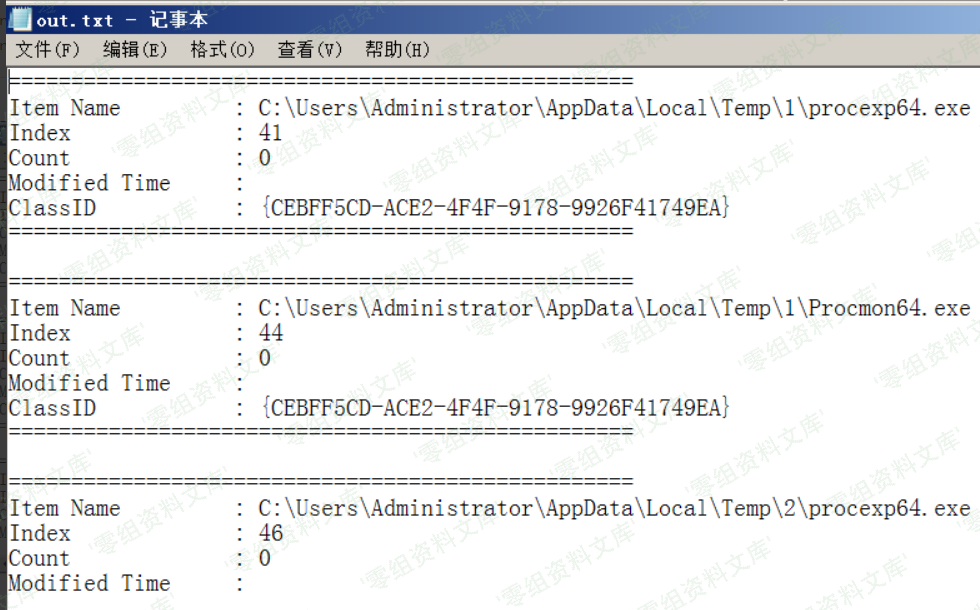 out.txt - 记事本
文件(F) 编辑(E) 格式(O) 查看(V) 帮助(H)
==================================================
Item Name : C:\Users\Administrator\AppData\Local\Temp\1\procexp64.exe
Index : 41
Count : 0
Modified Time :
ClassID : {CEBFF5CD-ACE2-4F4F-9178-9926F41749EA}
==================================================
==================================================
Item Name : C:\Users\Administrator\AppData\Local\Temp\1\Procmon64.exe
Index : 44
Count : 0
Modified Time :
ClassID : {CEBFF5CD-ACE2-4F4F-9178-9926F41749EA}
==================================================
==================================================
Item Name : C:\Users\Administrator\AppData\Local\Temp\2\procexp64.exe
Index : 46
Count : 0
Modified Time :
零组资料文库